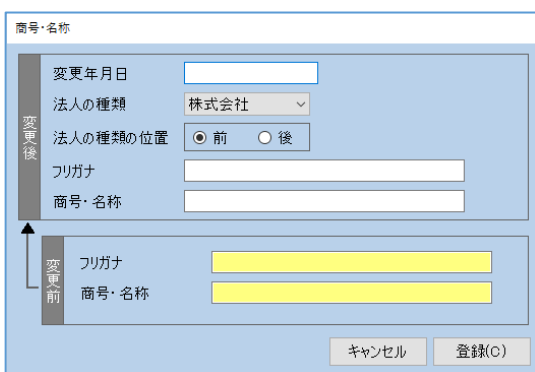 商号・名称
変更後
変更年月日
法人の種類 株式会社
法人の種類の位置 前 後
フリガナ
商号・名称
変更前
フリガナ
商号・名称
キャンセル 登録(C)